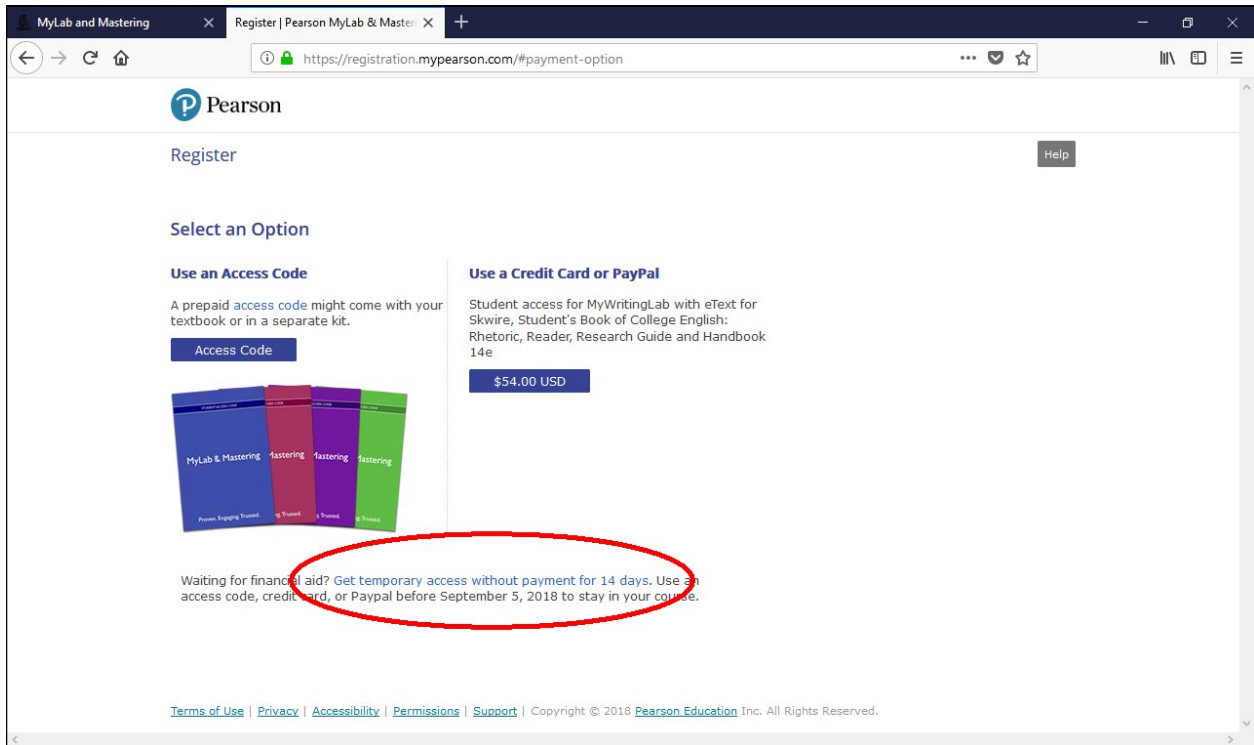 MyLab and Mastering
Register | Pearson MyLab & Masteri
https://registration.mypearson.com/#payment-option
Pearson
Register
Help
Select an Option
Use an Access Code
A prepaid access code might come with your
textbook or in a separate kit.
Access Code
Use a Credit Card or PayPal
Student access for MyWritingLab with eText for
Skwire, Student's Book of College English:
Rhetoric, Reader, Research Guide and Handbook
14e
$54.00 USD
STUDENT ACCESS CODE
MyLab & Mastering
Mastering
Mastering
Mastering
Proven. Engaging. Trusted.
Waiting for financial aid? Get temporary access without payment for 14 days. Use an
access code, credit card, or Paypal before September 5, 2018 to stay in your course.
Terms of Use | Privacy | Accessibility | Permissions | Support | Copyright © 2018 Pearson Education Inc. All Rights Reserved.